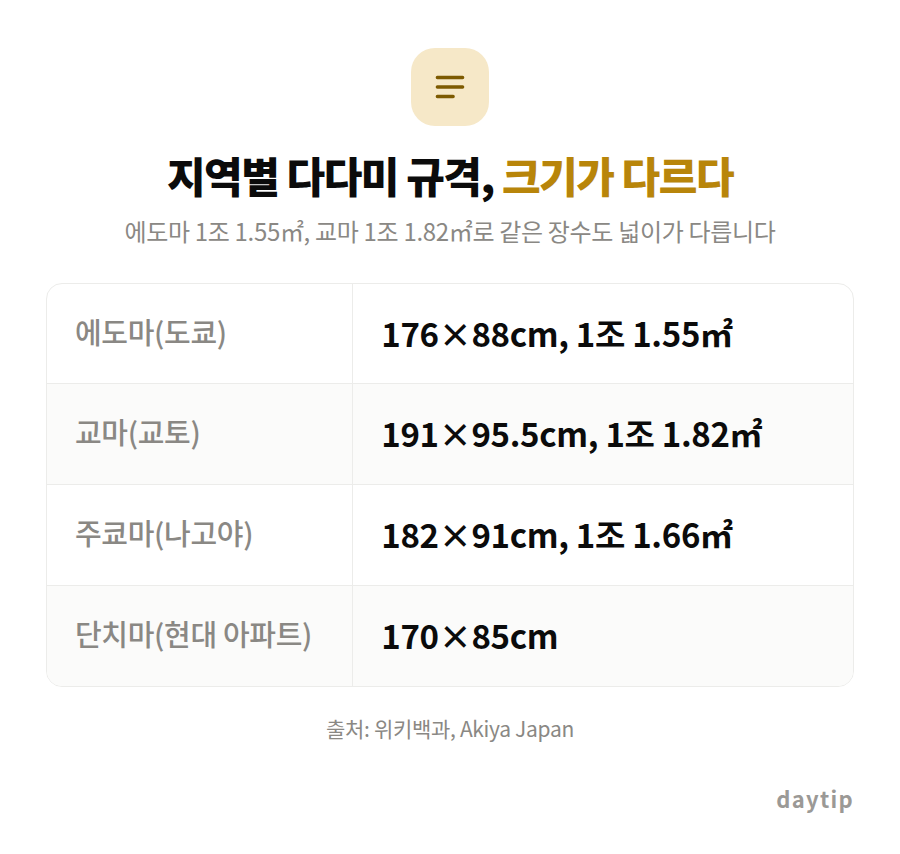 지역별 다다미 규격, 크기가 다르다
에도마 1조 1.55㎡, 교마 1조 1.82㎡로 같은 장수도 넓이가 다릅니다
에도마(도쿄)
176×88cm, 1조 1.55㎡
교마(교토)
191×95.5cm, 1조 1.82㎡
주쿄마(나고야)
182×91cm, 1조 1.66㎡
단치마(현대 아파트)
170×85cm
출처: 위키백과, Akiya Japan
daytip